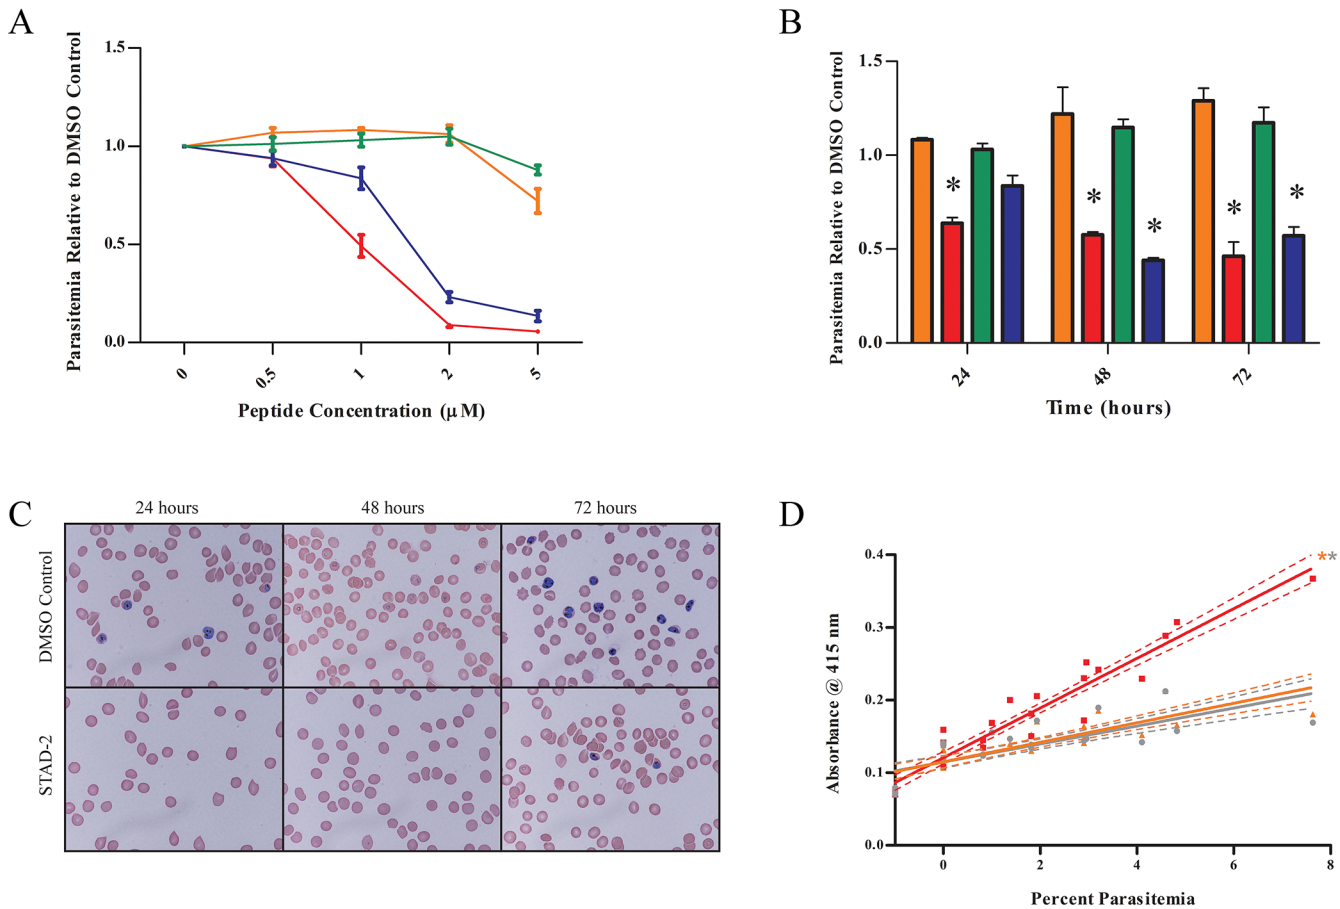 A
Parasitemia Relative to DMSO Control
1.5
1.0
0.5
0.0
0
0.5
1
2
5
Peptide Concentration (μM)
B
Parasitemia Relative to DMSO Control
1.5
1.0
0.5
0.0
*
*
*
*
*
24
48
72
Time (hours)
C
24 hours
48 hours
72 hours
DMSO Control
STAD-2
D
Absorbance @ 415 nm
0.4
0.3
0.2
0.1
0.0
**
0
2
4
6
8
Percent Parasitemia